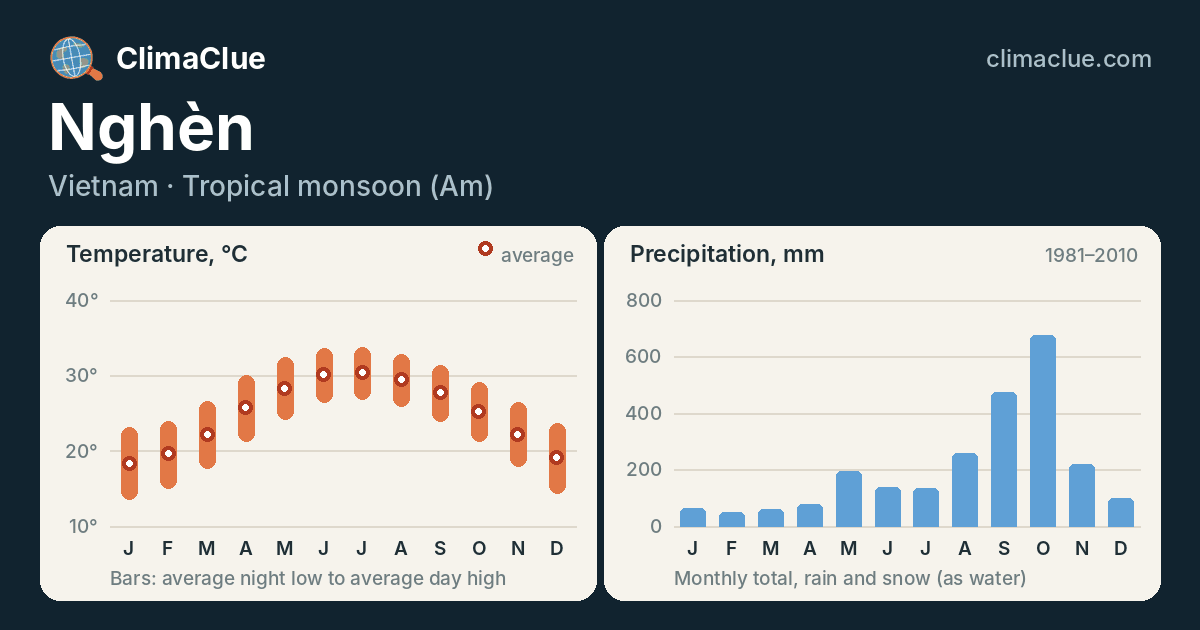 ClimaClue
climaclue.com
Nghèn
Vietnam · Tropical monsoon (Am)
Temperature, °C
average
40°
30°
20°
10°
J F M A M J J A S O N D
Bars: average night low to average day high
Precipitation, mm
1981–2010
800
600
400
200
0
J F M A M J J A S O N D
Monthly total, rain and snow (as water)